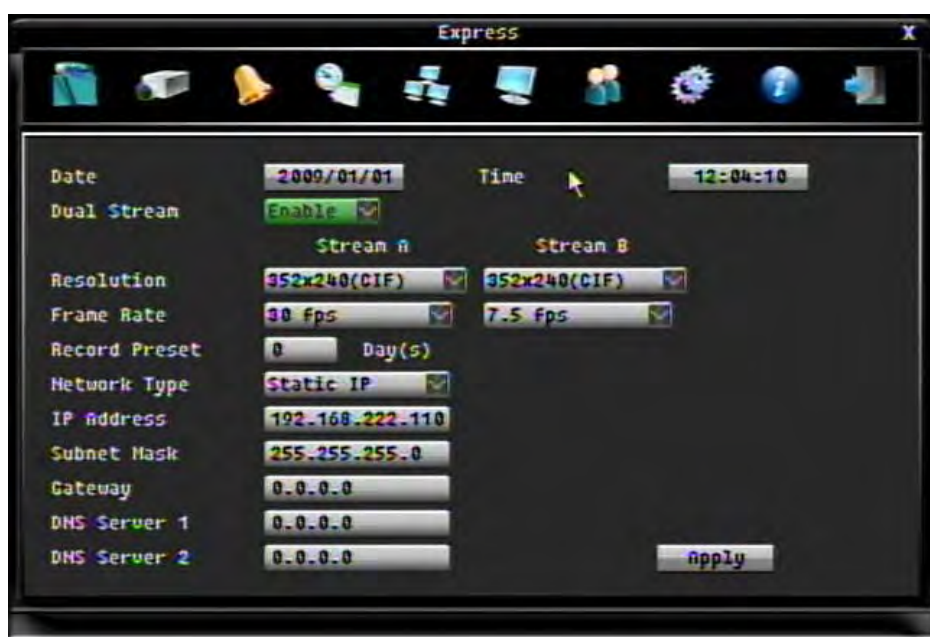 Express X
Date 2009/01/01 Time 12:04:10
Dual Stream Enable
Stream A Stream B
Resolution 352x240(CIF) 352x240(CIF)
Frame Rate 30 fps 7.5 fps
Record Preset 0 Day(s)
Network Type Static IP
IP Address 192.168.222.110
Subnet Mask 255.255.255.0
Gateway 0.0.0.0
DNS Server 1 0.0.0.0
DNS Server 2 0.0.0.0
Apply